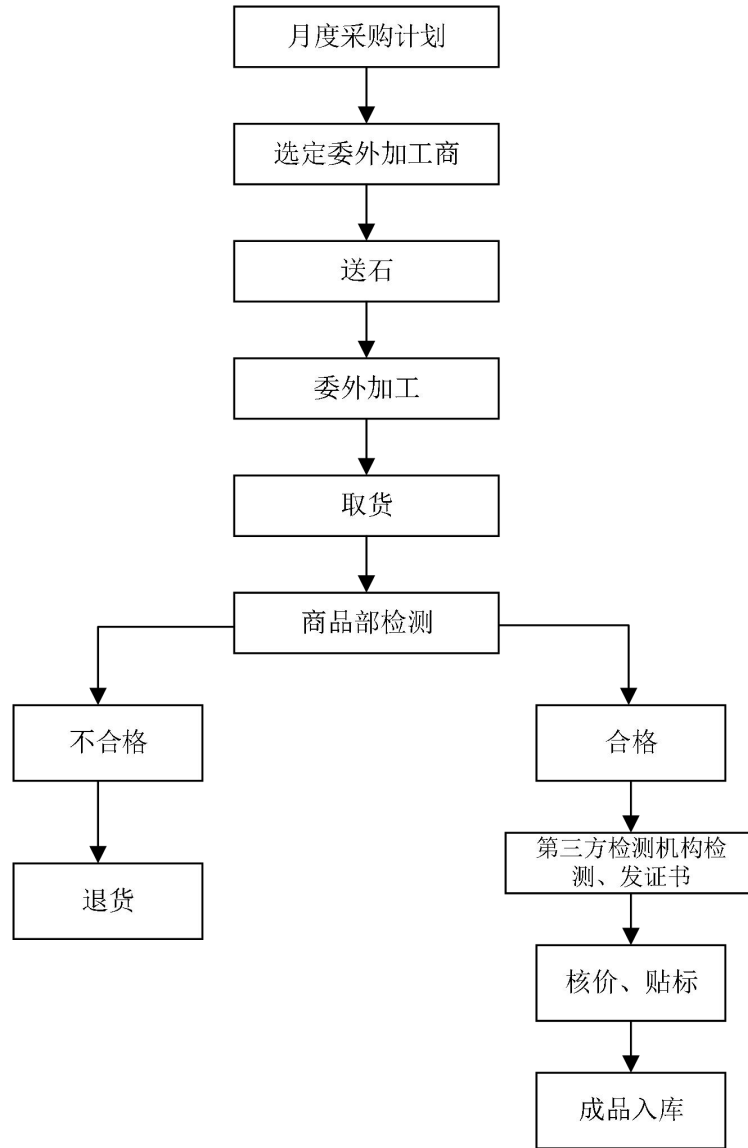 月度采购计划
选定委外加工商
送石
委外加工
取货
商品部检测
不合格
合格
第三方检测机构检
测、发证书
退货
核价、贴标
成品入库